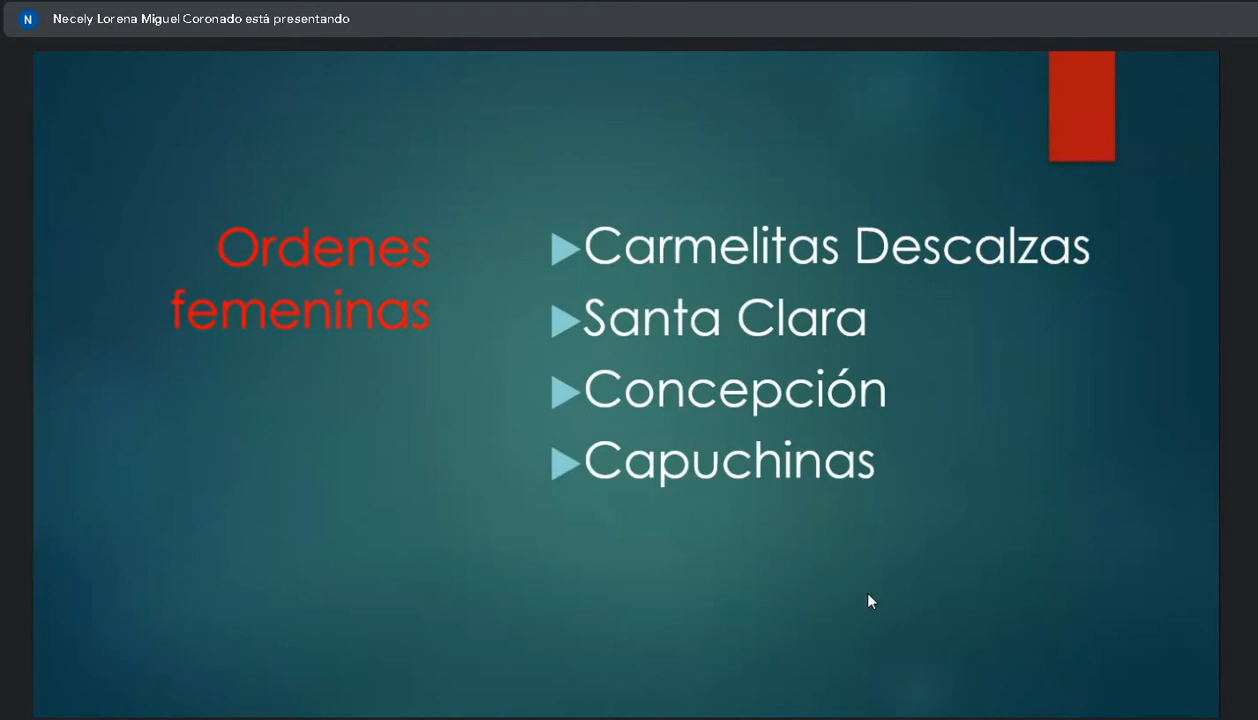 N
Necely Lorena Miguel Coronado está presentando
Ordenes
femeninas
Carmelitas Descalzas
Santa Clara
Concepción
Capuchinas